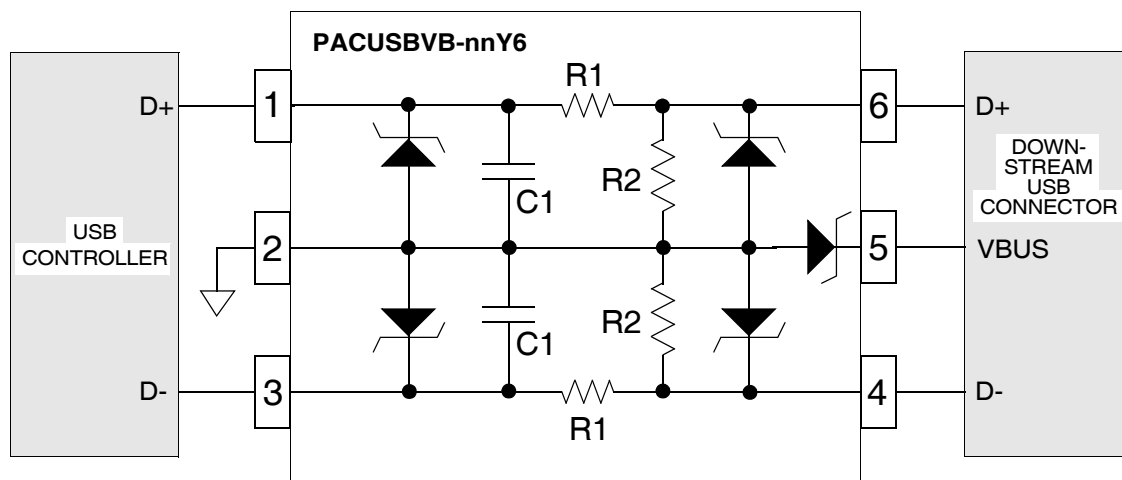 PACUSBVB-nnY6
R1
D+
1
6
D+
DOWN-
STREAM
USB
CONNECTOR
R2
C1
USB
CONTROLLER
2
5
VBUS
R2
C1
D-
3
4
D-
R1